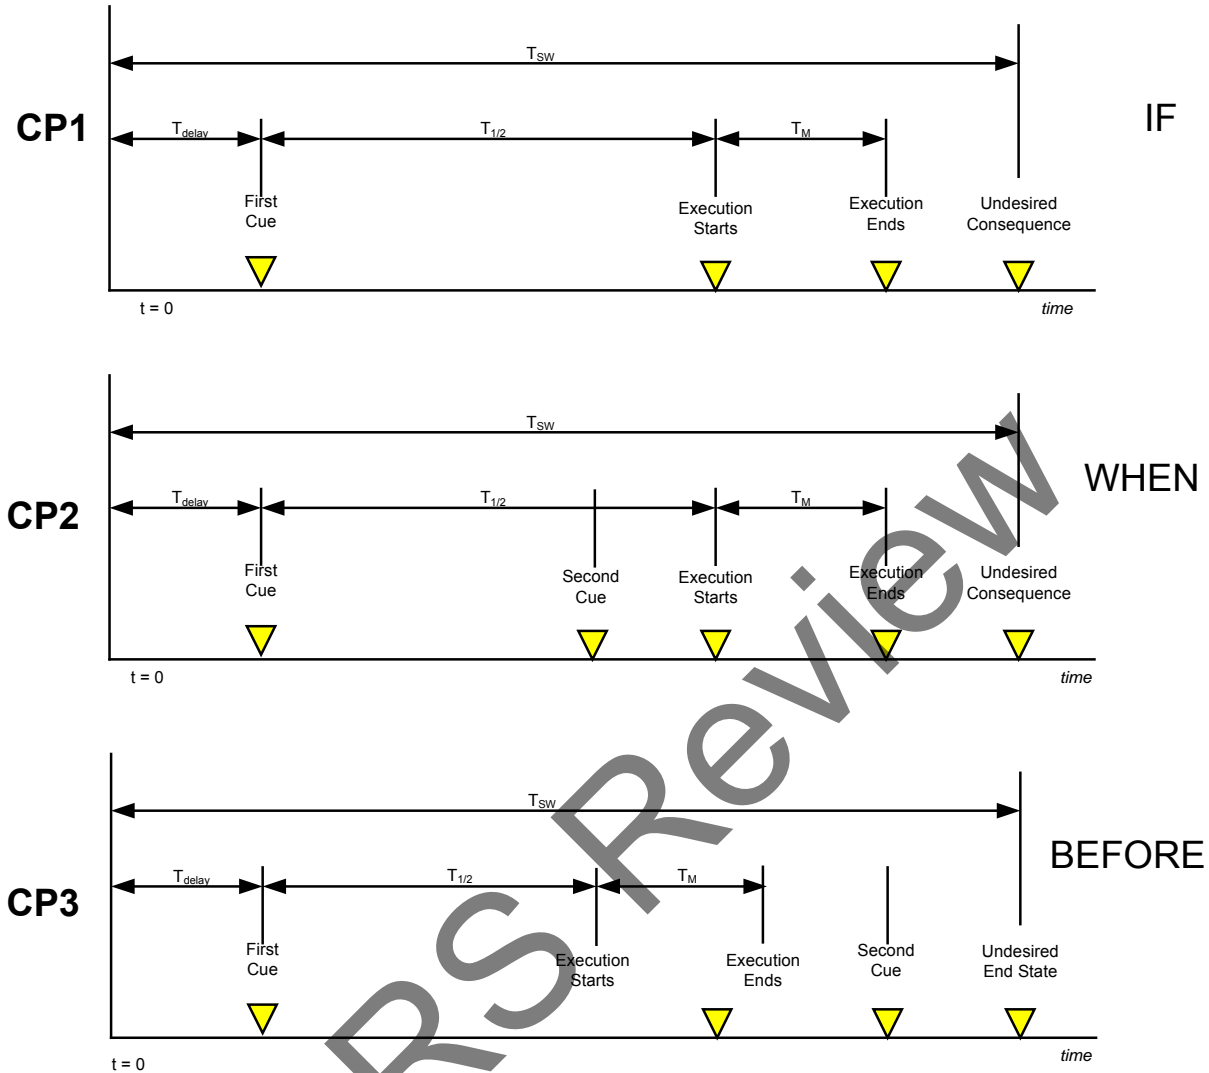 T_SW
CP1
IF
T_delay
T_1/2
T_M
First
Cue
Execution
Starts
Execution
Ends
Undesired
Consequence
t = 0
time
T_SW
WHEN
CP2
T_delay
T_1/2
T_M
First
Cue
Second
Cue
Execution
Starts
Execution
Ends
Undesired
Consequence
t = 0
time
T_SW
BEFORE
CP3
T_delay
T_1/2
T_M
First
Cue
Execution
Starts
Execution
Ends
Second
Cue
Undesired
End State
t = 0
time
RS Review